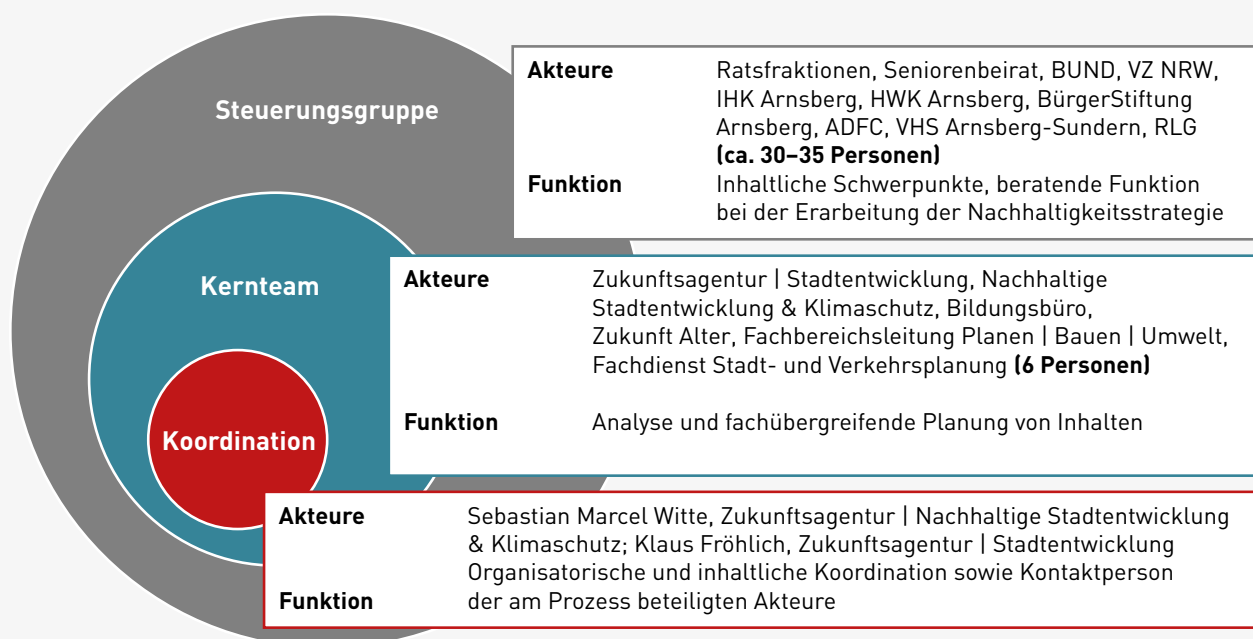 Steuerungsgruppe
Akteure Ratsfraktionen, Seniorenbeirat, BUND, VZ NRW,
IHK Arnsberg, HWK Arnsberg, BürgerStiftung
Arnsberg, ADFC, VHS Arnsberg-Sundern, RLG
(ca. 30–35 Personen)
Funktion Inhaltliche Schwerpunkte, beratende Funktion
bei der Erarbeitung der Nachhaltigkeitsstrategie
Kernteam
Akteure Zukunftsagentur | Stadtentwicklung, Nachhaltige
Stadtentwicklung & Klimaschutz, Bildungsbüro,
Zukunft Alter, Fachbereichsleitung Planen | Bauen | Umwelt,
Fachdienst Stadt- und Verkehrsplanung (6 Personen)
Funktion Analyse und fachübergreifende Planung von Inhalten
Koordination
Akteure Sebastian Marcel Witte, Zukunftsagentur | Nachhaltige Stadtentwicklung
& Klimaschutz; Klaus Fröhlich, Zukunftsagentur | Stadtentwicklung
Organisatorische und inhaltliche Koordination sowie Kontaktperson
Funktion der am Prozess beteiligten Akteure